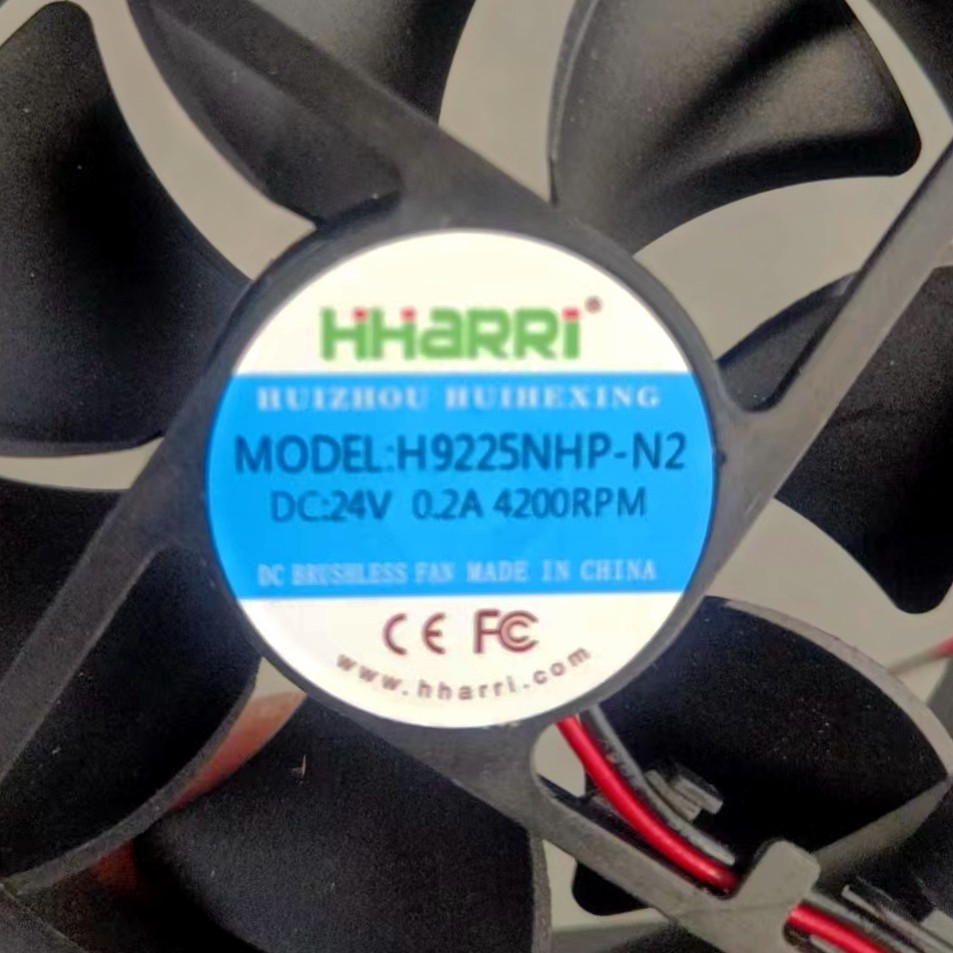 HHARRi®
HUIZHOU HUIHEXING
MODEL:H9225NHP-N2
DC:24V 0.2A 4200RPM
DC BRUSHLESS FAN MADE IN CHINA
CE FC
www.hharri.com